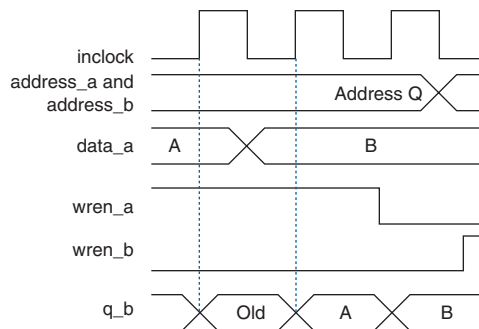 inclock
address_a and
address_b
Address Q
data_a
A
B
wren_a
wren_b
q_b
Old
A
B